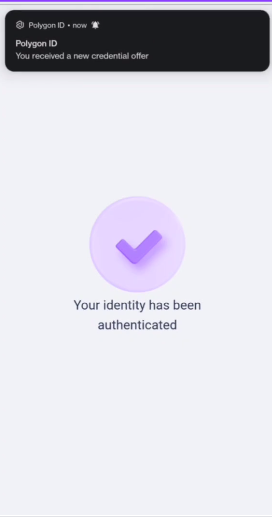 Polygon ID • now
Polygon ID
You received a new credential offer
Your identity has been
authenticated